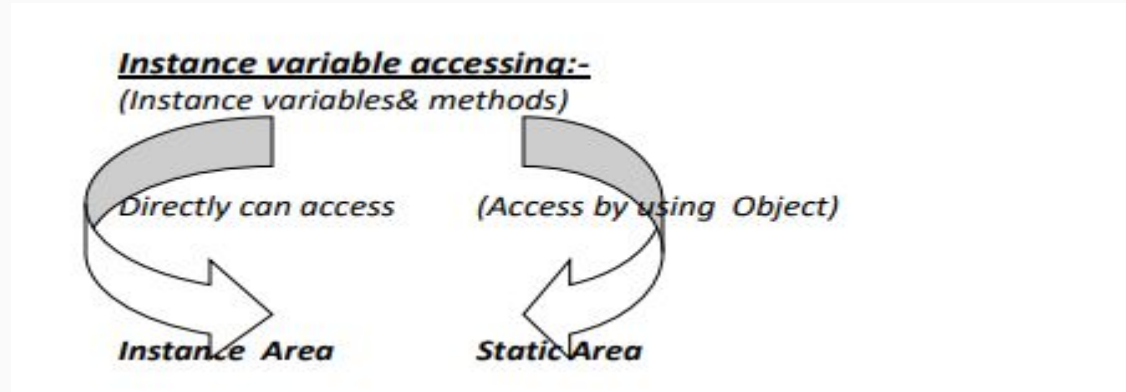 Instance variable accessing:-
(Instance variables& methods)
Directly can access (Access by using Object)
Instance Area Static Area